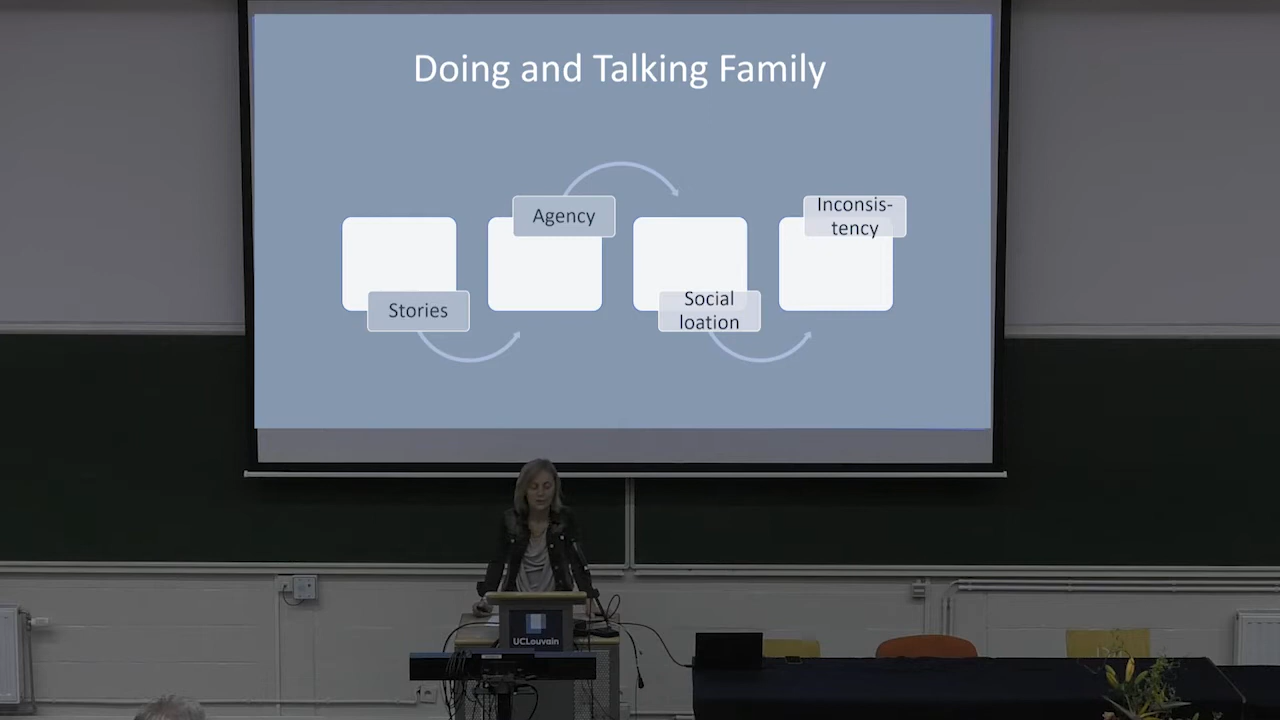 Doing and Talking Family
Stories
Agency
Social
loation
Inconsis-
tency
UCLouvain